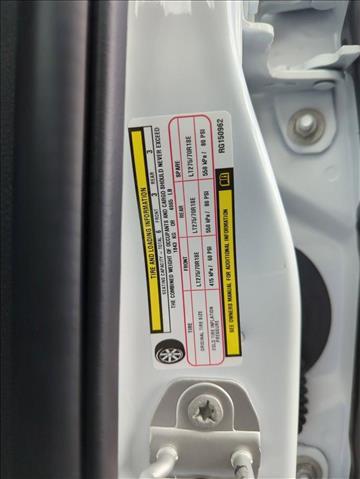 TIRE AND LOADING INFORMATION
SEATING CAPACITY - TOTAL 6 FRONT 3 REAR 3
THE COMBINED WEIGHT OF OCCUPANTS AND CARGO SHOULD NEVER EXCEED
1843 KG OR 4065 LB
TIRE FRONT REAR SPARE
ORIGINAL TIRE SIZE LT275/70R18E LT275/70R18E LT275/70R18E
COLD TIRE INFLATION PRESSURE 415 kPa / 60 PSI 550 kPa / 80 PSI 550 kPa / 80 PSI
SEE OWNERS MANUAL FOR ADDITIONAL INFORMATION
RG150962